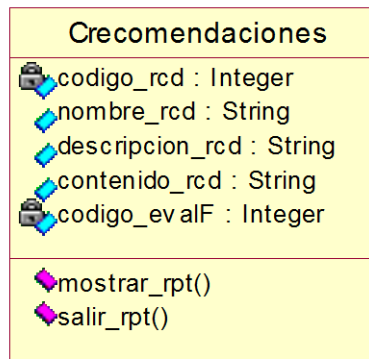 Crecomendaciones
codigo_rcd : Integer
nombre_rcd : String
descripcion_rcd : String
contenido_rcd : String
codigo_evalF : Integer
mostrar_rpt()
salir_rpt()